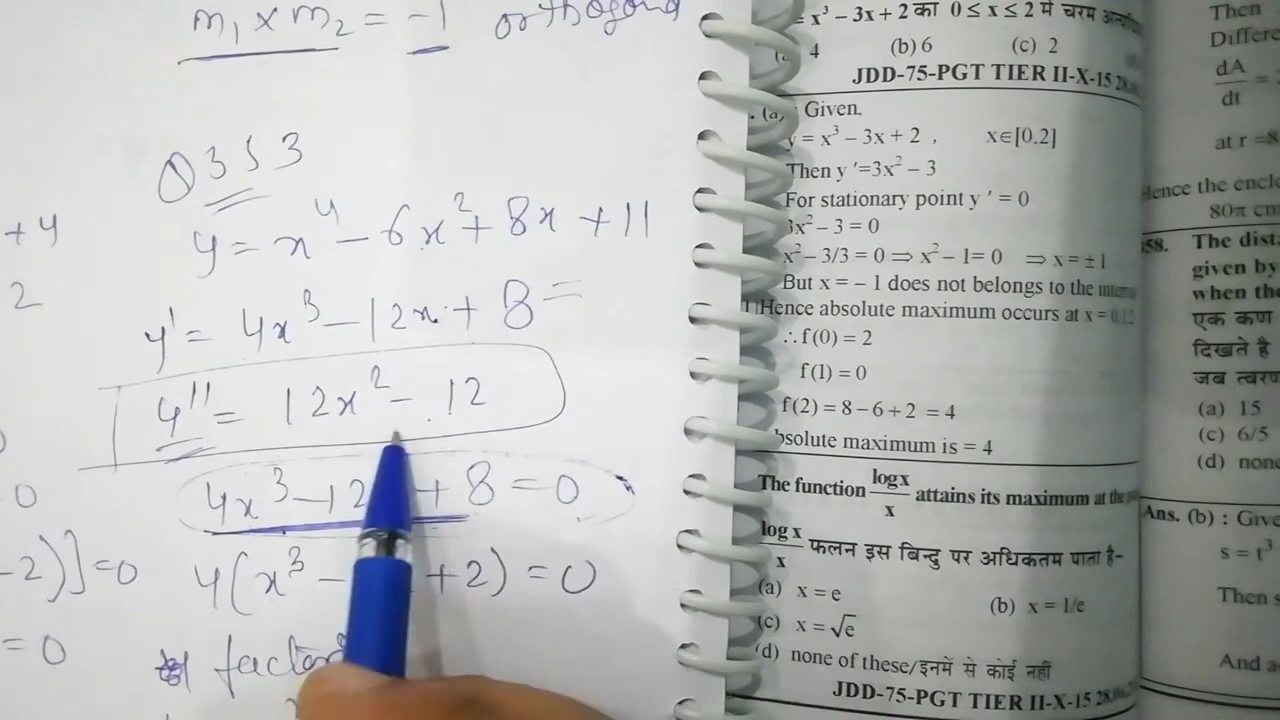 m₁ × m₂ = -1
Q353
y = x⁴ - 6x² + 8x + 11
y' = 4x³ - 12x + 8 =
y'' = 12x² - 12
4x³ - 12 + 8 = 0
4(x³ - + 2) = 0
+ 4
2
0
-2)] = 0
= 0
= x³ – 3x + 2 का 0 ≤ x ≤ 2 में चरम
4 (b) 6 (c) 2
JDD-75-PGT TIER II-X-15
(a) : Given,
y = x³ – 3x + 2 , x∈[0.2]
Then y '=3x² – 3
For stationary point y ' = 0
3x² – 3 = 0
x² – 3/3 = 0 ⇒ x² – 1= 0 ⇒ x = ± 1
But x = – 1 does not belongs to the
Hence absolute maximum occurs at x =
∴ f(0) = 2
f(1) = 0
f(2) = 8 – 6 + 2 = 4
bsolute maximum is = 4
The function logx/x attains its maximum at the
logx/x फलन इस बिन्दु पर अधिकतम पाता है–
(a) x = e (b) x = 1/e
(c) x = √e
(d) none of these/इनमें से कोई नहीं
JDD-75-PGT TIER II-X-15
Then
Differe
dA/dt =
at r =8
Hence the encl
80π cm
58. The dist
given by
when the
एक कण
दिखते है
जब त्वरण
(a) 15
(c) 6/5
(d) none
Ans. (b) : Give
s = t³
Then s
And a